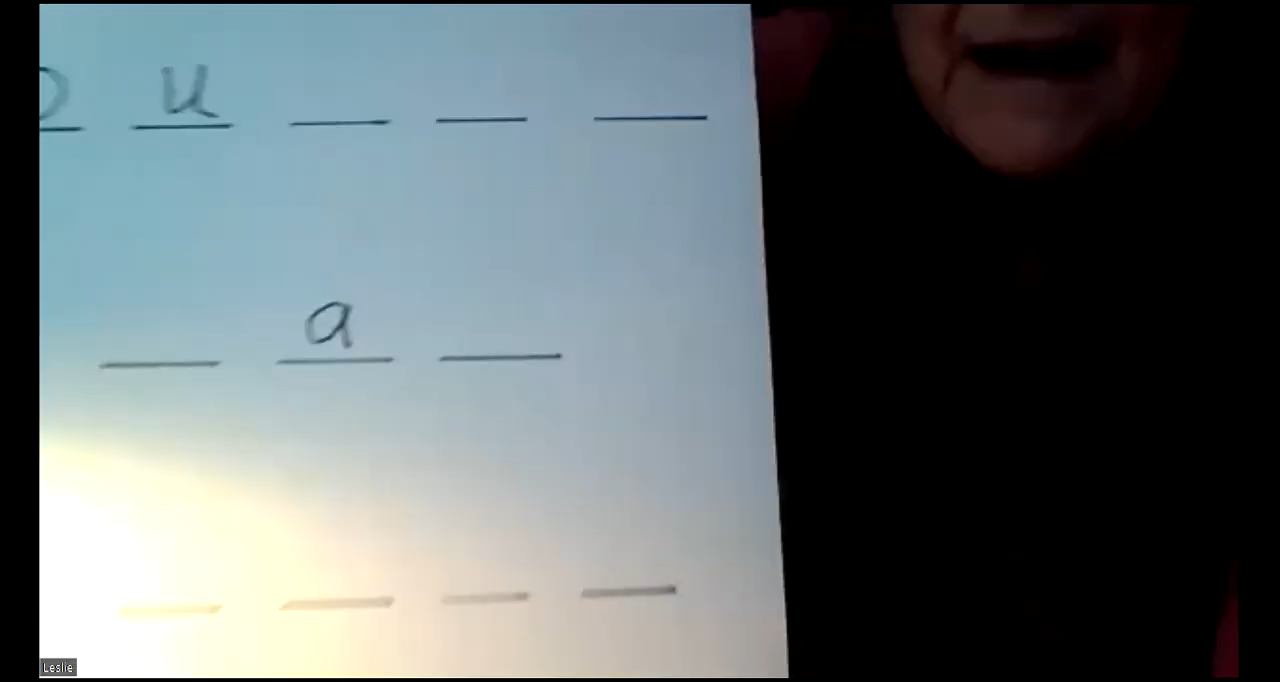 u _ _ _
_ a _
_ _ _ _
Leslie